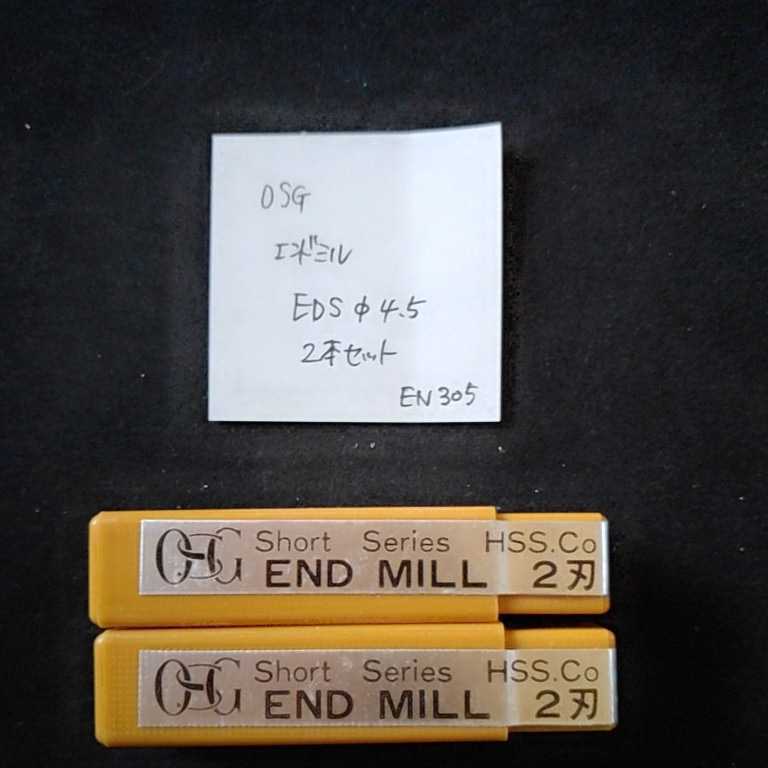 OSG
エンドミル
EDS φ 4.5
2本セット
EN305
OSG Short Series HSS.Co
END MILL 2刃
OSG Short Series HSS.Co
END MILL 2刃